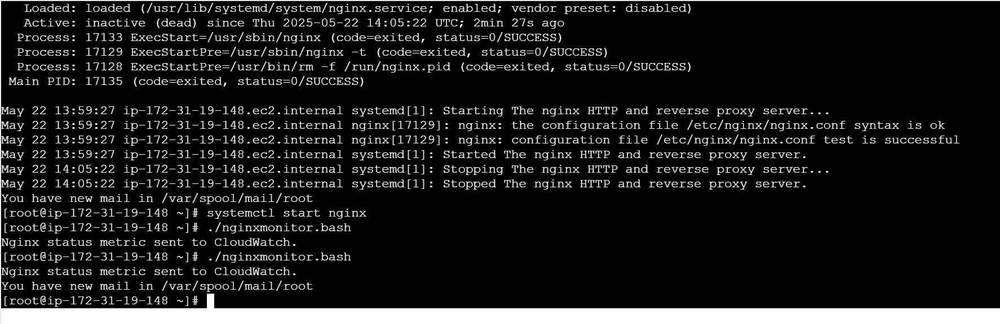 Loaded: loaded (/usr/lib/systemd/system/nginx.service; enabled; vendor preset: disabled)
Active: inactive (dead) since Thu 2025-05-22 14:05:22 UTC; 2min 27s ago
Process: 17133 ExecStart=/usr/sbin/nginx (code=exited, status=0/SUCCESS)
Process: 17129 ExecStartPre=/usr/sbin/nginx -t (code=exited, status=0/SUCCESS)
Process: 17128 ExecStartPre=/usr/bin/rm -f /run/nginx.pid (code=exited, status=0/SUCCESS)
Main PID: 17135 (code=exited, status=0/SUCCESS)
May 22 13:59:27 ip-172-31-19-148.ec2.internal systemd[1]: Starting The nginx HTTP and reverse proxy server...
May 22 13:59:27 ip-172-31-19-148.ec2.internal nginx[17129]: nginx: the configuration file /etc/nginx/nginx.conf syntax is ok
May 22 13:59:27 ip-172-31-19-148.ec2.internal nginx[17129]: nginx: configuration file /etc/nginx/nginx.conf test is successful
May 22 13:59:27 ip-172-31-19-148.ec2.internal systemd[1]: Started The nginx HTTP and reverse proxy server.
May 22 14:05:22 ip-172-31-19-148.ec2.internal systemd[1]: Stopping The nginx HTTP and reverse proxy server...
May 22 14:05:22 ip-172-31-19-148.ec2.internal systemd[1]: Stopped The nginx HTTP and reverse proxy server.
You have new mail in /var/spool/mail/root
[root@ip-172-31-19-148 ~]# systemctl start nginx
[root@ip-172-31-19-148 ~]# ./nginxmonitor.bash
Nginx status metric sent to CloudWatch.
[root@ip-172-31-19-148 ~]# ./nginxmonitor.bash
Nginx status metric sent to CloudWatch.
You have new mail in /var/spool/mail/root
[root@ip-172-31-19-148 ~]#